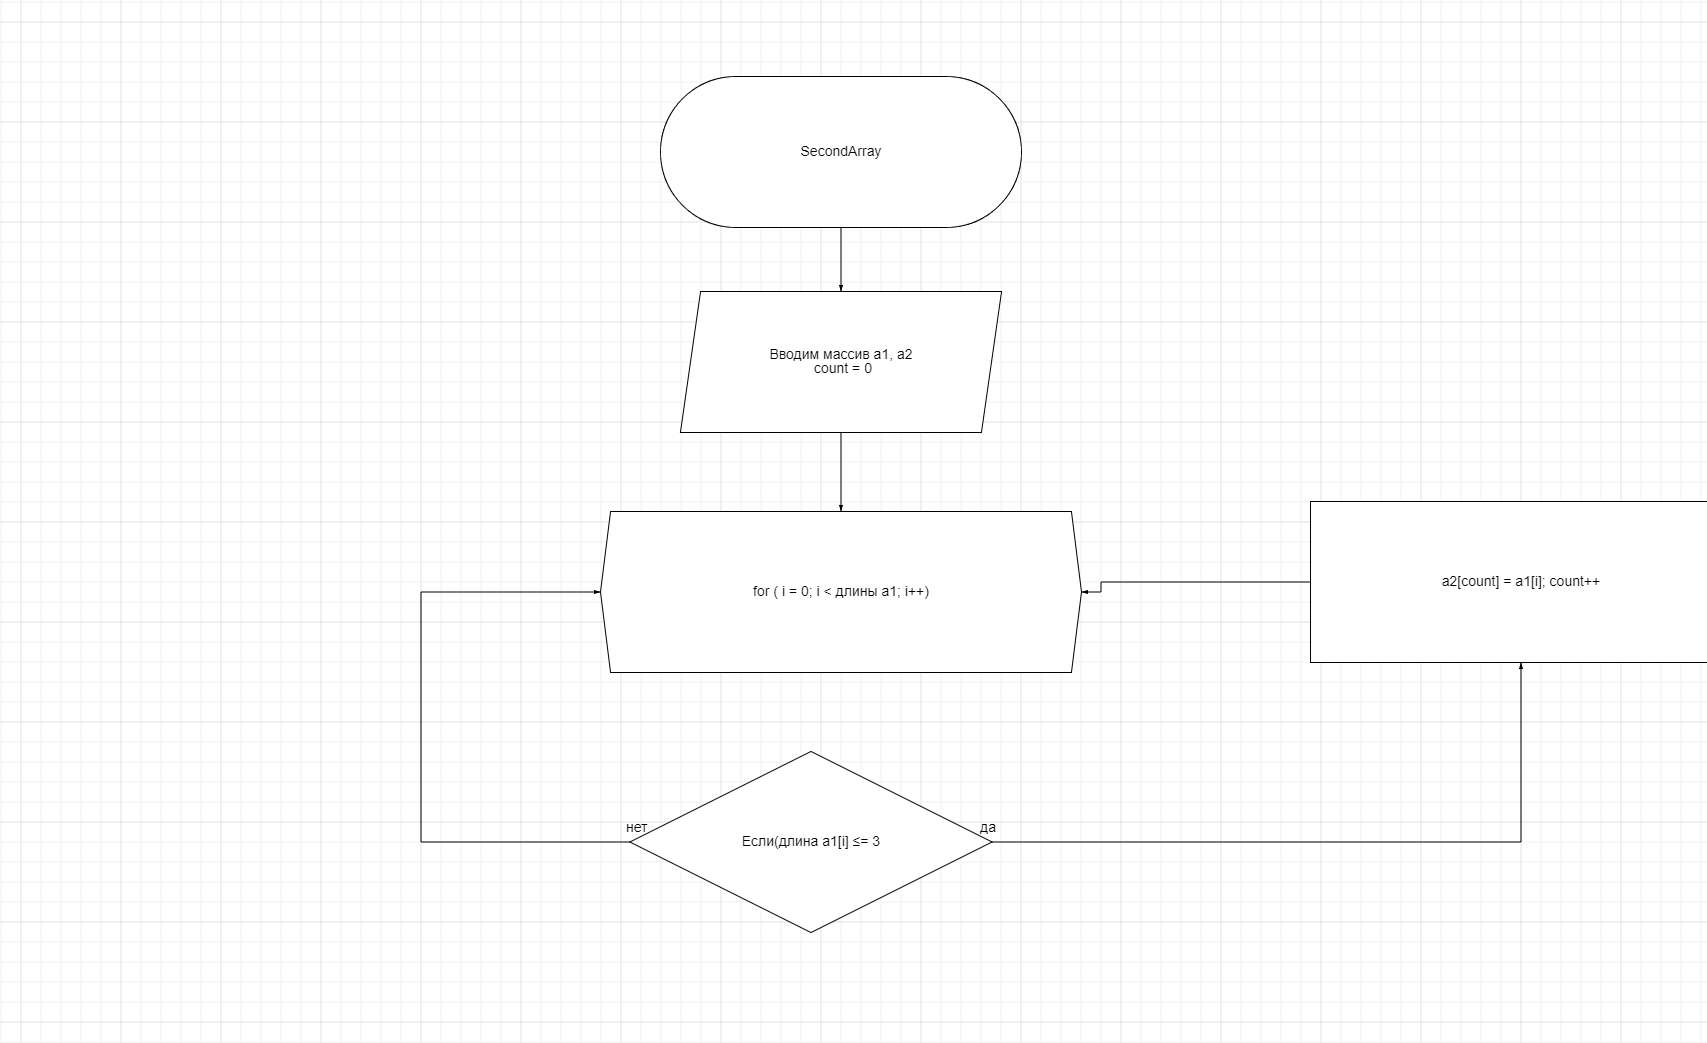 SecondArray
Вводим массив a1, a2
count = 0
for ( i = 0; i < длины a1; i++)
a2[count] = a1[i]; count++
нет
да
Если(длина a1[i] ≤= 3